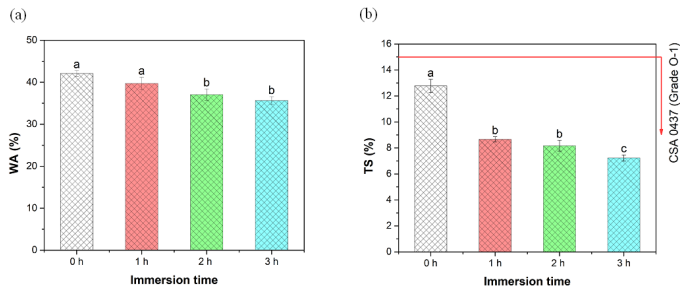 (a)
50
40
30
20
10
0
WA (%)
a
a
b
b
0 h
1 h
2 h
3 h
Immersion time
(b)
16
14
12
10
8
6
4
2
0
TS (%)
a
b
b
c
0 h
1 h
2 h
3 h
Immersion time
CSA 0437 (Grade O-1)